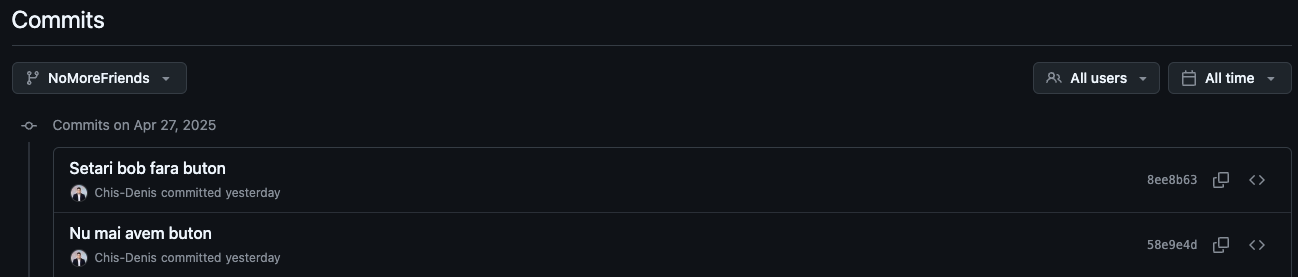 Commits
NoMoreFriends
All users
All time
Commits on Apr 27, 2025
Setari bob fara buton
8ee8b63
Chis-Denis committed yesterday
Nu mai avem buton
58e9e4d
Chis-Denis committed yesterday